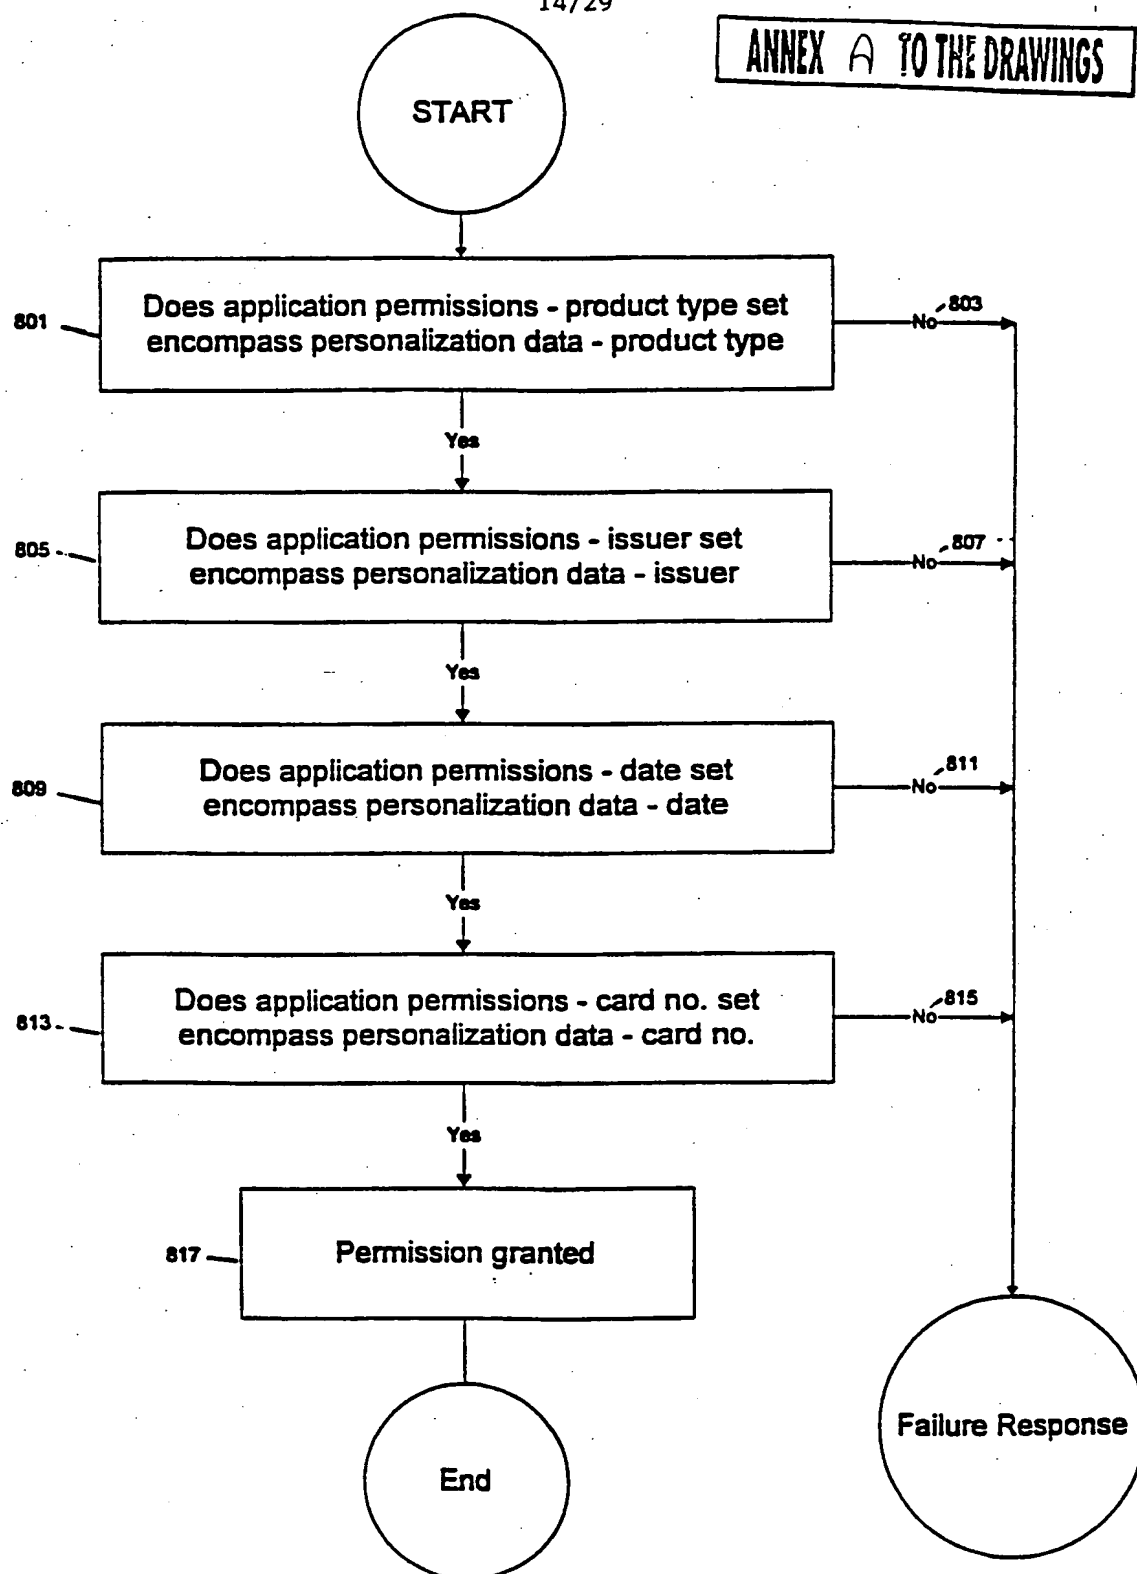 14/29
ANNEX A TO THE DRAWINGS
START
801
Does application permissions - product type set
encompass personalization data - product type
No
803
Yes
805
Does application permissions - issuer set
encompass personalization data - issuer
No
807
Yes
809
Does application permissions - date set
encompass personalization data - date
No
811
Yes
813
Does application permissions - card no. set
encompass personalization data - card no.
No
815
Yes
817
Permission granted
Failure Response
End